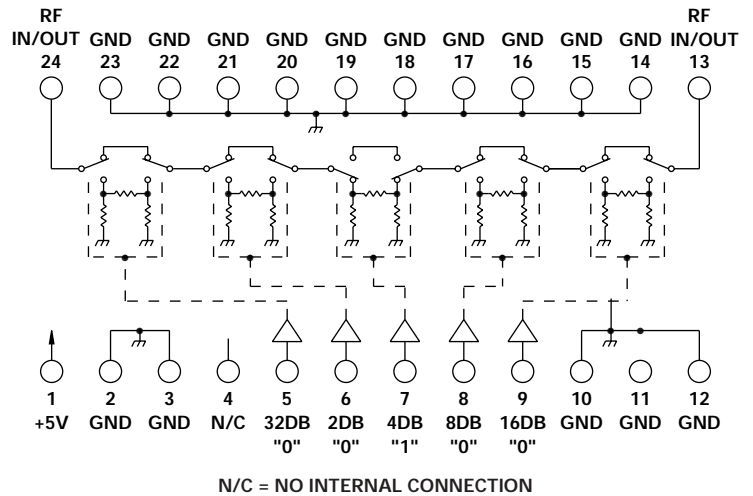 RF RF
IN/OUT GND GND GND GND GND GND GND GND GND GND IN/OUT
24 23 22 21 20 19 18 17 16 15 14 13
1 2 3 4 5 6 7 8 9 10 11 12
+5V GND GND N/C 32DB 2DB 4DB 8DB 16DB GND GND GND
"0" "0" "1" "0" "0"
N/C = NO INTERNAL CONNECTION